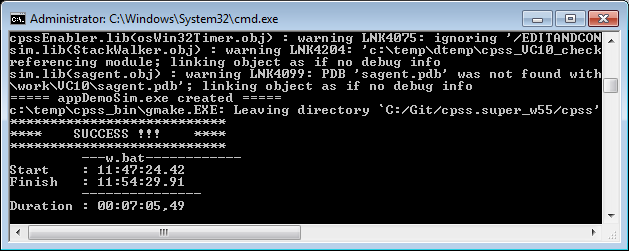 Administrator: C:\Windows\System32\cmd.exe
cpssEnabler.lib(osWin32Timer.obj) : warning LNK4075: ignoring '/EDITANDCON
sim.lib(StackWalker.obj) : warning LNK4204: 'c:\temp\dtemp\cpss_VC10_check
referencing module; linking object as if no debug info
sim.lib(sagent.obj) : warning LNK4099: PDB 'sagent.pdb' was not found with
\work\VC10\sagent.pdb'; linking object as if no debug info
===== appDemoSim.exe created =====
c:\temp\cpss_bin\gmake.EXE: Leaving directory `C:/Git/cpss.super_w55/cpss'
***************************
**** SUCCESS !!! ****
***************************
---w.bat---------------
Start : 11:47:24.42
Finish : 11:54:29.91
---------------
Duration : 00:07:05,49